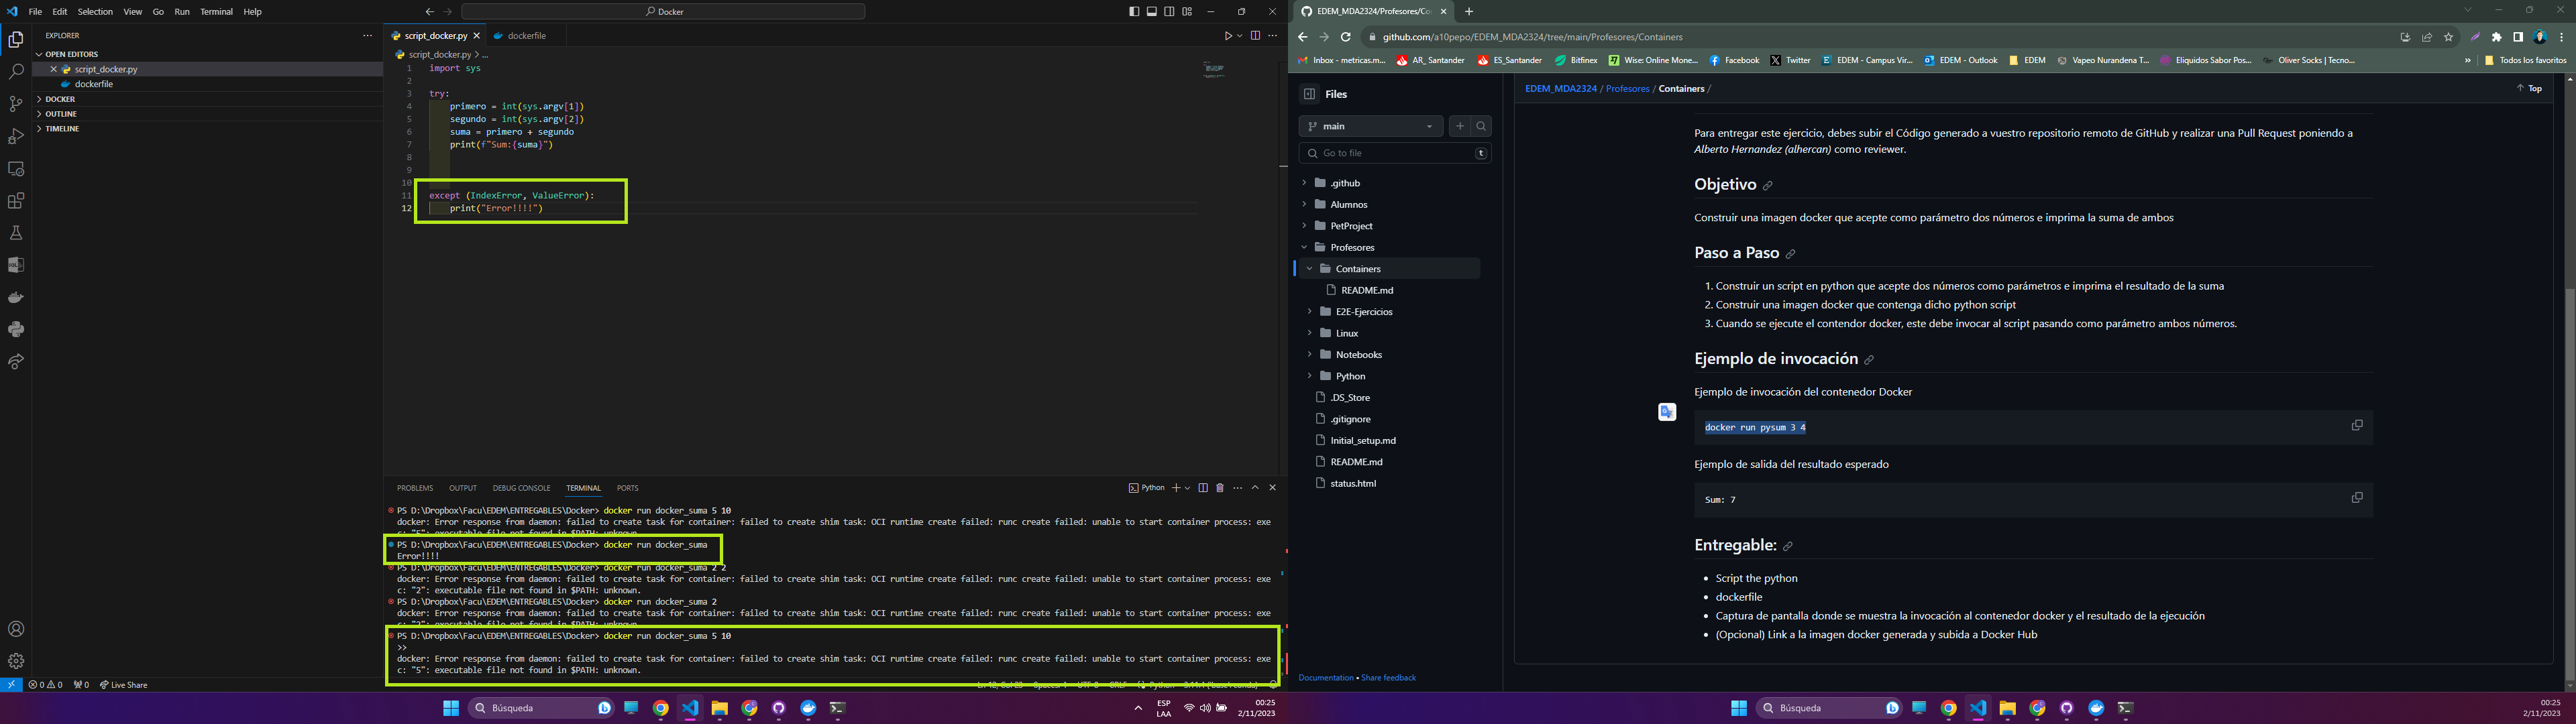 File Edit Selection View Go Run Terminal Help
Docker
EXPLORER
OPEN EDITORS
script_docker.py
dockerfile
DOCKER
OUTLINE
TIMELINE
script_docker.py
dockerfile
script_docker.py > ...
1 import sys
2
3 try:
4 primero = int(sys.argv[1])
5 segundo = int(sys.argv[2])
6 suma = primero + segundo
7 print(f"Sum:{suma}")
8
9
10
11 except (IndexError, ValueError):
12 print("Error!!!!")
PROBLEMS OUTPUT DEBUG CONSOLE TERMINAL PORTS
Python
PS D:\Dropbox\Facu\EDEM\ENTREGABLES\Docker> docker run docker_suma 5 10
docker: Error response from daemon: failed to create task for container: failed to create shim task: OCI runtime create failed: runc create failed: unable to start container process: exe
c: "5": executable file not found in $PATH: unknown.
PS D:\Dropbox\Facu\EDEM\ENTREGABLES\Docker> docker run docker_suma
Error!!!!
PS D:\Dropbox\Facu\EDEM\ENTREGABLES\Docker> docker run docker_suma 2 2
docker: Error response from daemon: failed to create task for container: failed to create shim task: OCI runtime create failed: runc create failed: unable to start container process: exe
c: "2": executable file not found in $PATH: unknown.
PS D:\Dropbox\Facu\EDEM\ENTREGABLES\Docker> docker run docker_suma 2
docker: Error response from daemon: failed to create task for container: failed to create shim task: OCI runtime create failed: runc create failed: unable to start container process: exe
c: "2": executable file not found in $PATH: unknown.
PS D:\Dropbox\Facu\EDEM\ENTREGABLES\Docker> docker run docker_suma 5 10
>>
docker: Error response from daemon: failed to create task for container: failed to create shim task: OCI runtime create failed: runc create failed: unable to start container process: exe
c: "5": executable file not found in $PATH: unknown.
0 0 0 Live Share
Búsqueda
ESP
LAA
00:25
2/11/2023
EDEM_MDA2324/Profesores/Co
github.com/a10pepo/EDEM_MDA2324/tree/main/Profesores/Containers
Inbox - metricas.m... AR_ Santander ES_Santander Bitfinex Wise: Online Mone... Facebook Twitter EDEM - Campus Vir... EDEM - Outlook EDEM Vapeo Nurandena T... Eliquidos Sabor Pos... Oliver Socks | Tecno... » Todos los favoritos
Files
main
Go to file t
.github
Alumnos
PetProject
Profesores
Containers
README.md
E2E-Ejercicios
Linux
Notebooks
Python
.DS_Store
.gitignore
Initial_setup.md
README.md
status.html
Documentation • Share feedback
EDEM_MDA2324 / Profesores / Containers /
Top
Para entregar este ejercicio, debes subir el Código generado a vuestro repositorio remoto de GitHub y realizar una Pull Request poniendo a
Alberto Hernandez (alhercan) como reviewer.
Objetivo
Construir una imagen docker que acepte como parámetro dos números e imprima la suma de ambos
Paso a Paso
1. Construir un script en python que acepte dos números como parámetros e imprima el resultado de la suma
2. Construir una imagen docker que contenga dicho python script
3. Cuando se ejecute el contendor docker, este debe invocar al script pasando como parámetro ambos números.
Ejemplo de invocación
Ejemplo de invocación del contenedor Docker
docker run pysum 3 4
Ejemplo de salida del resultado esperado
Sum: 7
Entregable:
• Script the python
• dockerfile
• Captura de pantalla donde se muestra la invocación al contenedor docker y el resultado de la ejecución
• (Opcional) Link a la imagen docker generada y subida a Docker Hub
Búsqueda
00:25
2/11/2023